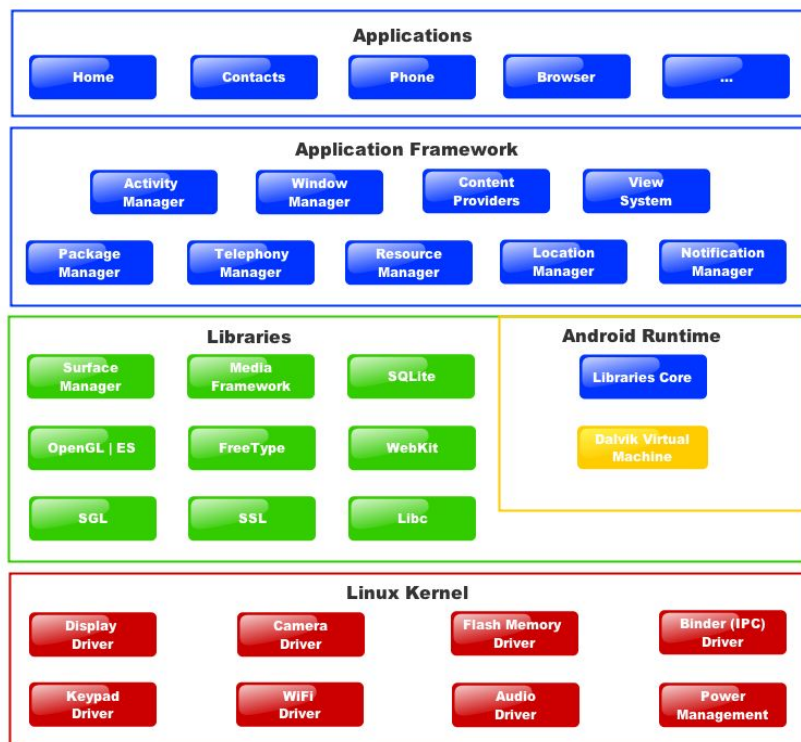 Applications
Home
Contacts
Phone
Browser
...
Application Framework
Activity
Manager
Window
Manager
Content
Providers
View
System
Package
Manager
Telephony
Manager
Resource
Manager
Location
Manager
Notification
Manager
Libraries
Surface
Manager
Media
Framework
SQLite
OpenGL | ES
FreeType
WebKit
SGL
SSL
Libc
Android Runtime
Libraries Core
Dalvik Virtual
Machine
Linux Kernel
Display
Driver
Camera
Driver
Flash Memory
Driver
Binder (IPC)
Driver
Keypad
Driver
WiFi
Driver
Audio
Driver
Power
Management